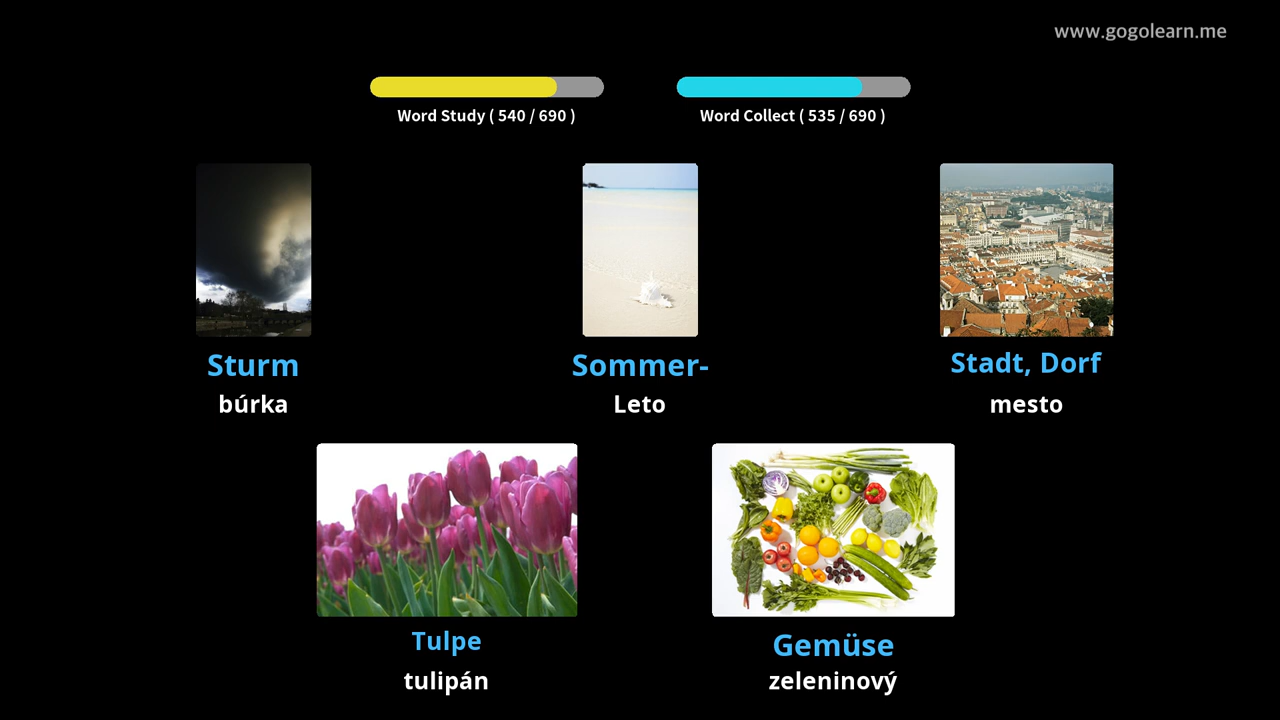 www.gogolearn.me
Word Study ( 540 / 690 )
Word Collect ( 535 / 690 )
Sturm
búrka
Sommer-
Leto
Stadt, Dorf
mesto
Tulpe
tulipán
Gemüse
zeleninový